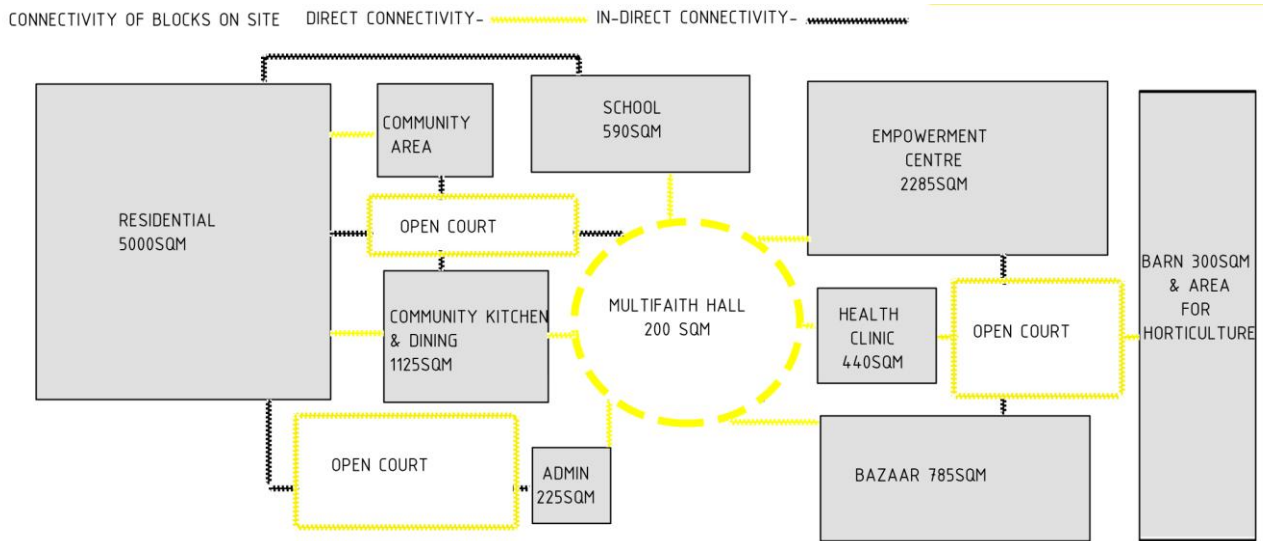 CONNECTIVITY OF BLOCKS ON SITE DIRECT CONNECTIVITY- IN-DIRECT CONNECTIVITY-
RESIDENTIAL
5000SQM
COMMUNITY
AREA
SCHOOL
590SQM
EMPOWERMENT
CENTRE
2285SQM
OPEN COURT
COMMUNITY KITCHEN
& DINING
1125SQM
MULTIFAITH HALL
200 SQM
HEALTH
CLINIC
440SQM
OPEN COURT
BARN 300SQM
& AREA
FOR
HORTICULTURE
OPEN COURT
ADMIN
225SQM
BAZAAR 785SQM